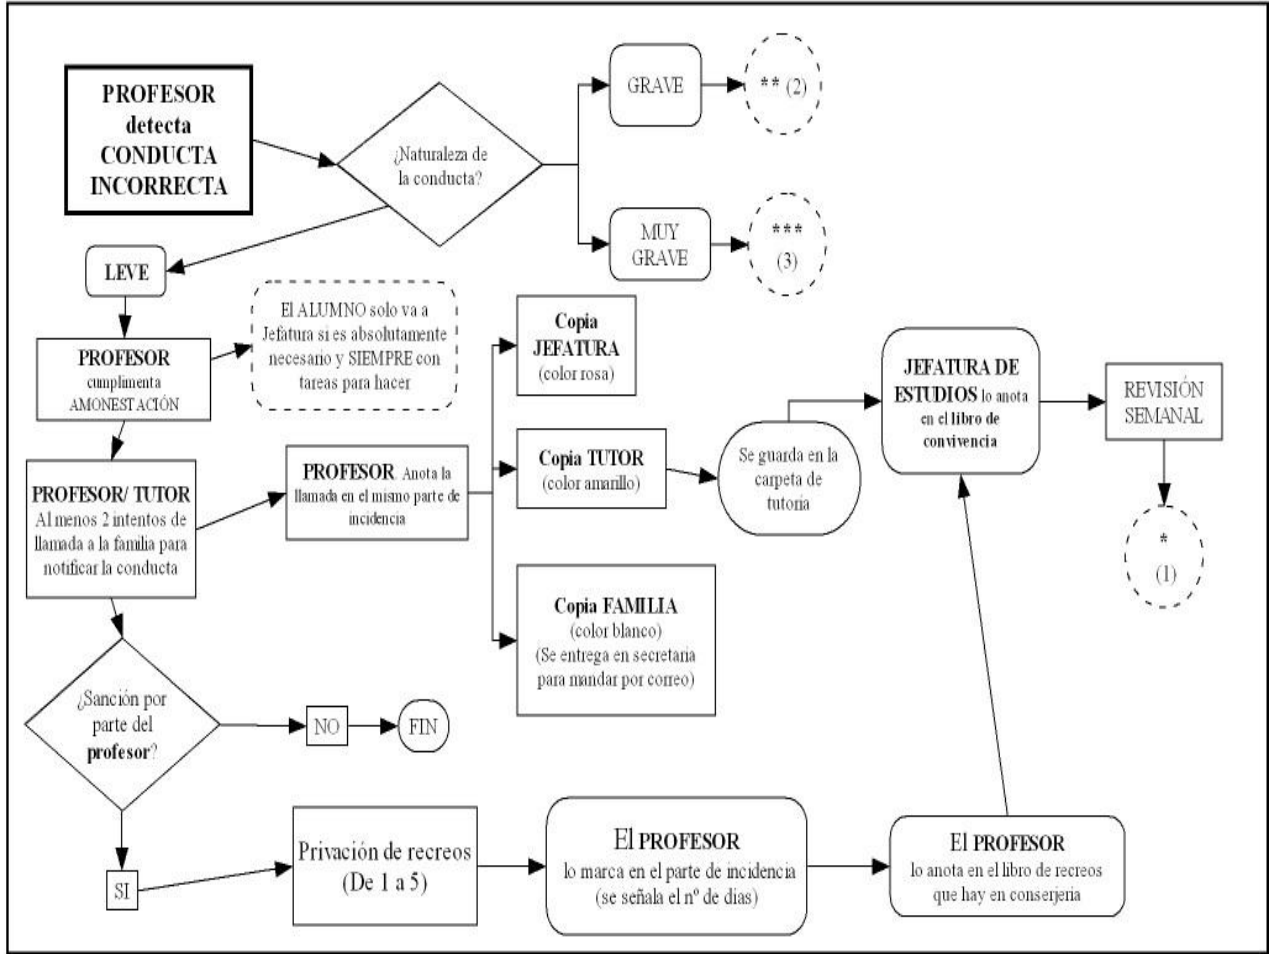 PROFESOR
detecta
CONDUCTA
INCORRECTA
¿Naturaleza de
la conducta?
GRAVE
** (2)
MUY
GRAVE
***
(3)
LEVE
PROFESOR
cumplimenta
AMONESTACIÓN
El ALUMNO solo va a
Jefatura si es absolutamente
necesario y SIEMPRE con
tareas para hacer
PROFESOR/ TUTOR
Al menos 2 intentos de
llamada a la familia para
notificar la conducta
PROFESOR Anota la
llamada en el mismo parte de
incidencia
Copia
JEFATURA
(color rosa)
Copia TUTOR
(color amarillo)
Copia FAMILIA
(color blanco)
(Se entrega en secretaria
para mandar por correo)
Se guarda en la
carpeta de
tutoria
JEFATURA DE
ESTUDIOS lo anota
en el libro de
convivencia
REVISIÓN
SEMANAL
*
(1)
¿Sanción por
parte del
profesor?
NO
FIN
SI
Privación de recreos
(De 1 a 5)
El PROFESOR
lo marca en el parte de incidencia
(se señala el nº de dias)
El PROFESOR
lo anota en el libro de recreos
que hay en conserjeria